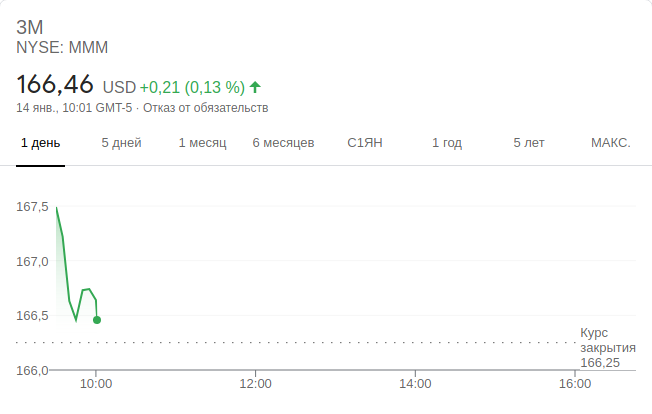 3M
NYSE: MMM
166,46 USD +0,21 (0,13 %)
14 янв., 10:01 GMT-5 · Отказ от обязательств
1 день 5 дней 1 месяц 6 месяцев С1ЯН 1 год 5 лет МАКС.
167,5
167,0
166,5
Курс
закрытия
166,25
166,0
10:00 12:00 14:00 16:00